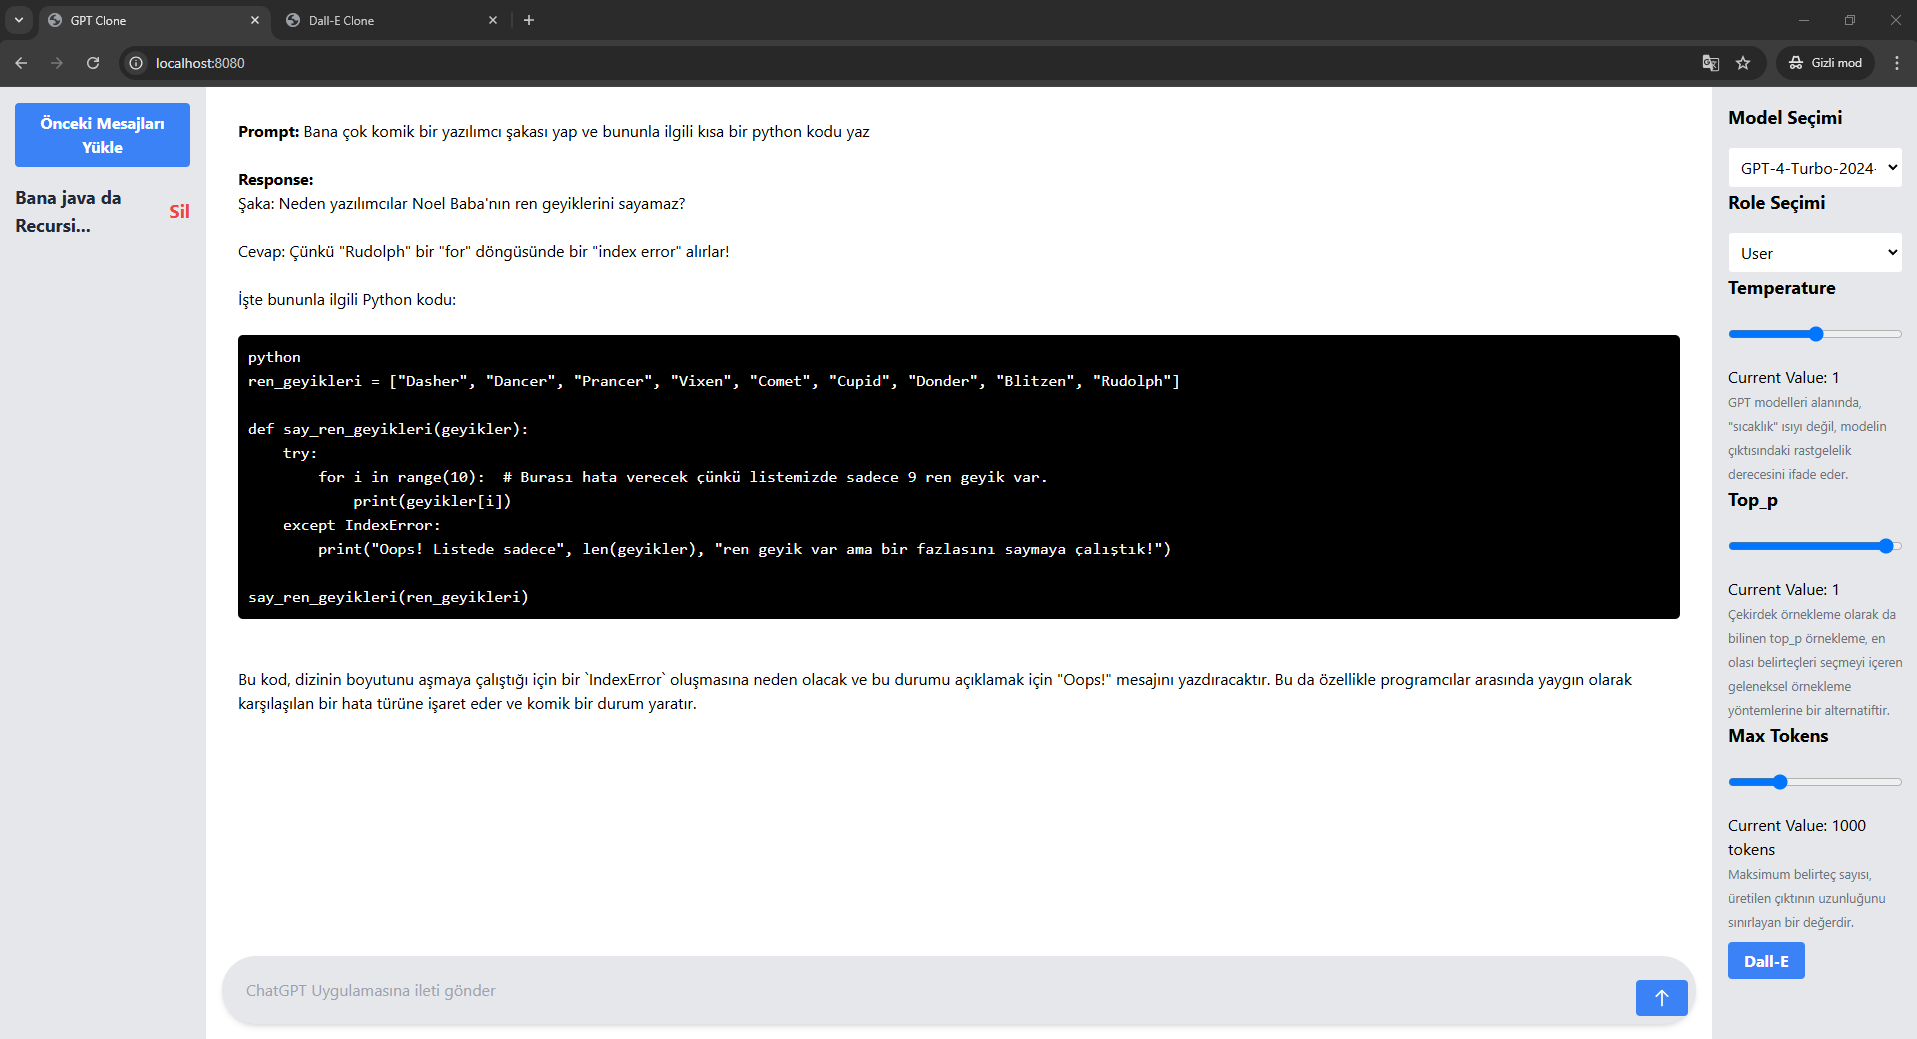 GPT Clone
Dall-E Clone
localhost:8080
Gizli mod
Önceki Mesajları
Yükle
Bana java da
Recursi...
Sil
Prompt: Bana çok komik bir yazılımcı şakası yap ve bununla ilgili kısa bir python kodu yaz
Response:
Şaka: Neden yazılımcılar Noel Baba'nın ren geyiklerini sayamaz?
Cevap: Çünkü "Rudolph" bir "for" döngüsünde bir "index error" alırlar!
İşte bununla ilgili Python kodu:
python
ren_geyikleri = ["Dasher", "Dancer", "Prancer", "Vixen", "Comet", "Cupid", "Donder", "Blitzen", "Rudolph"]
def say_ren_geyikleri(geyikler):
    try:
        for i in range(10):  # Burası hata verecek çünkü listemizde sadece 9 ren geyik var.
            print(geyikler[i])
    except IndexError:
        print("Oops! Listede sadece", len(geyikler), "ren geyik var ama bir fazlasını saymaya çalıştık!")
say_ren_geyikleri(ren_geyikleri)
Bu kod, dizinin boyutunu aşmaya çalıştığı için bir `IndexError` oluşmasına neden olacak ve bu durumu açıklamak için "Oops!" mesajını yazdıracaktır. Bu da özellikle programcılar arasında yaygın olarak
karşılaşılan bir hata türüne işaret eder ve komik bir durum yaratır.
ChatGPT Uygulamasına ileti gönder
Model Seçimi
GPT-4-Turbo-2024-
Role Seçimi
User
Temperature
Current Value: 1
GPT modelleri alanında,
"sıcaklık" ısıyı değil, modelin
çıktısındaki rastgelelik
derecesini ifade eder.
Top_p
Current Value: 1
Çekirdek örnekleme olarak da
bilinen top_p örnekleme, en
olası belirteçleri seçmeyi içeren
geleneksel örnekleme
yöntemlerine bir alternatiftir.
Max Tokens
Current Value: 1000
tokens
Maksimum belirteç sayısı,
üretilen çıktının uzunluğunu
sınırlayan bir değerdir.
Dall-E